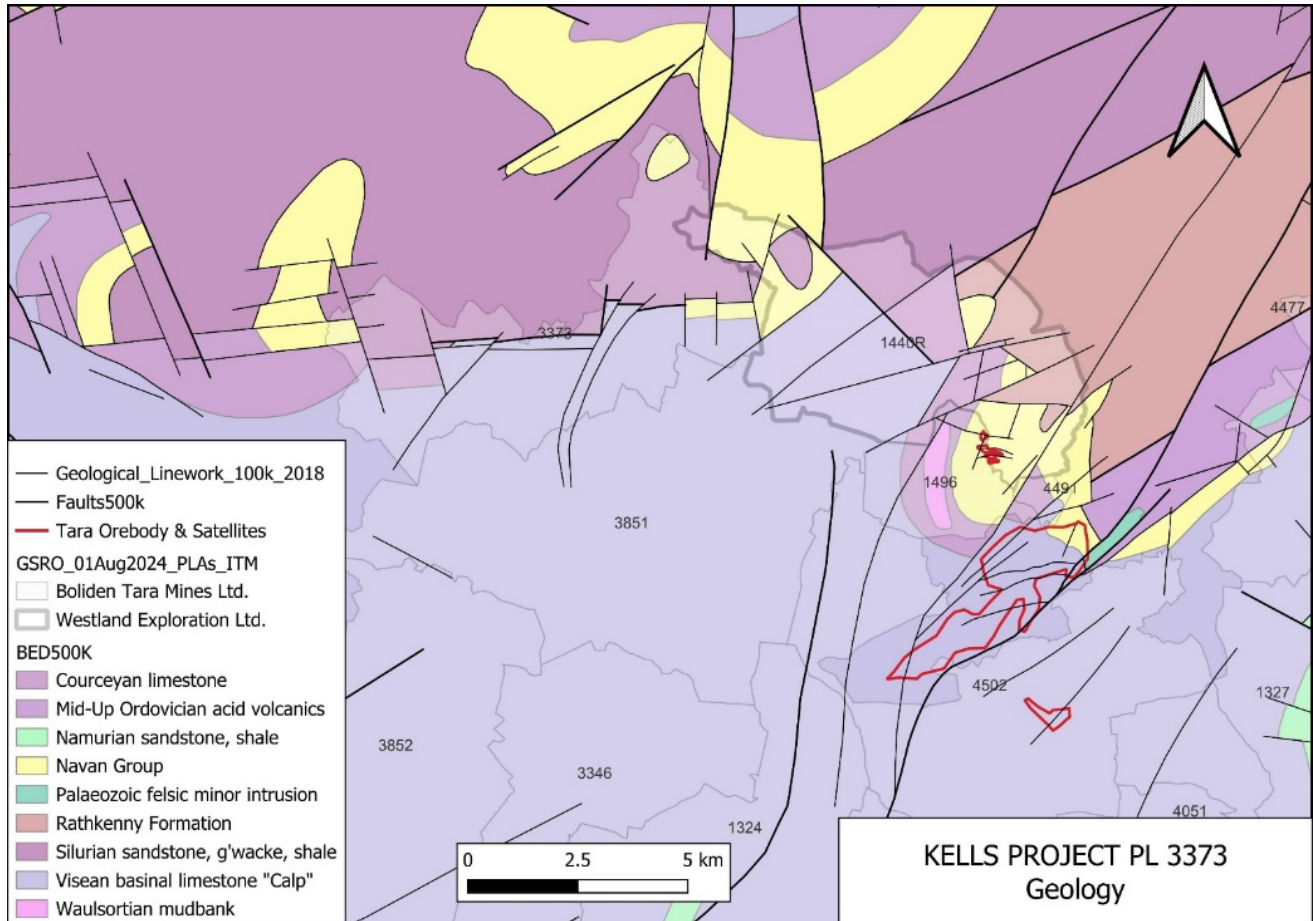 3373
1440R
4477
1496
4491
3851
4502
1327
3852
3346
4051
1324
Geological_Linework_100k_2018
Faults500k
Tara Orebody & Satellites
GSRO_01Aug2024_PLAs_ITM
Boliden Tara Mines Ltd.
Westland Exploration Ltd.
BED500K
Courceyan limestone
Mid-Up Ordovician acid volcanics
Namurian sandstone, shale
Navan Group
Palaeozoic felsic minor intrusion
Rathkenny Formation
Silurian sandstone, g'wacke, shale
Visean basinal limestone "Calp"
Waulsortian mudbank
0 2.5 5 km
KELLS PROJECT PL 3373
Geology